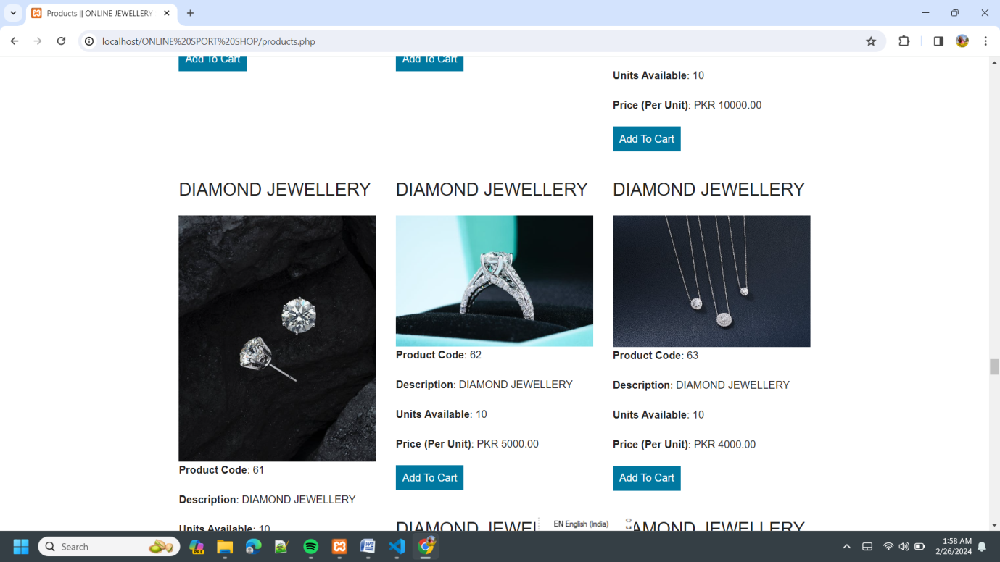 Products || ONLINE JEWELLERY
localhost/ONLINE%20SPORT%20SHOP/products.php
Add To Cart
Add To Cart
Units Available: 10
Price (Per Unit): PKR 10000.00
Add To Cart
DIAMOND JEWELLERY
DIAMOND JEWELLERY
DIAMOND JEWELLERY
Product Code: 62
Description: DIAMOND JEWELLERY
Units Available: 10
Price (Per Unit): PKR 5000.00
Add To Cart
Product Code: 63
Description: DIAMOND JEWELLERY
Units Available: 10
Price (Per Unit): PKR 4000.00
Add To Cart
Product Code: 61
Description: DIAMOND JEWELLERY
Units Available: 10
DIAMOND JEWEL
EN English (India)
AMOND JEWELLERY
Search
PRE
1:58 AM
2/26/2024